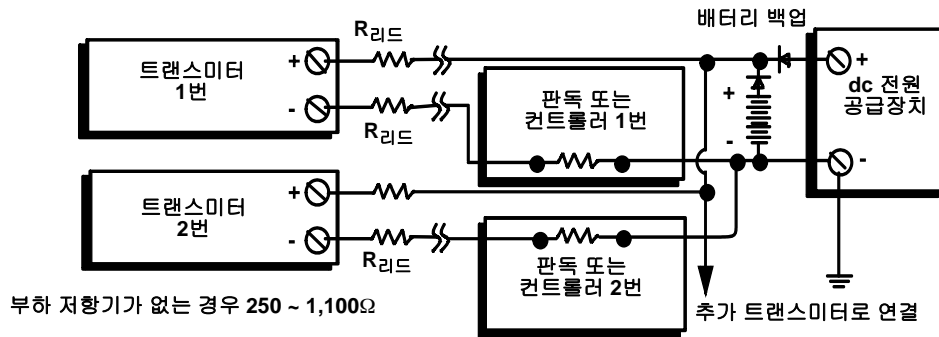 배터리 백업
R리드
트랜스미터
1번
+
-
R리드
판독 또는
컨트롤러 1번
+
-
+
dc 전원
공급장치
-
트랜스미터
2번
+
-
R리드
판독 또는
컨트롤러 2번
부하 저항기가 없는 경우 250 ~ 1,100Ω
추가 트랜스미터로 연결